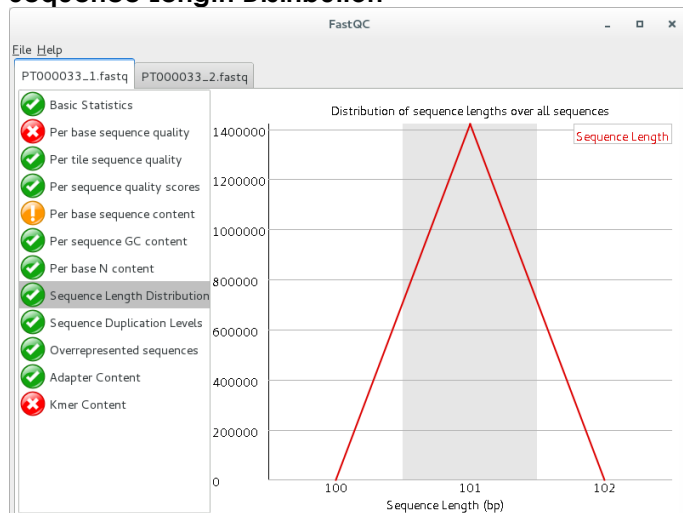 Sequence Length Distribution
FastQC
File Help
PT000033_1.fastq PT000033_2.fastq
Basic Statistics
Per base sequence quality
Per tile sequence quality
Per sequence quality scores
Per base sequence content
Per sequence GC content
Per base N content
Sequence Length Distribution
Sequence Duplication Levels
Overrepresented sequences
Adapter Content
Kmer Content
Distribution of sequence lengths over all sequences
Sequence Length
1400000
1200000
1000000
800000
600000
400000
200000
0
100 101 102
Sequence Length (bp)